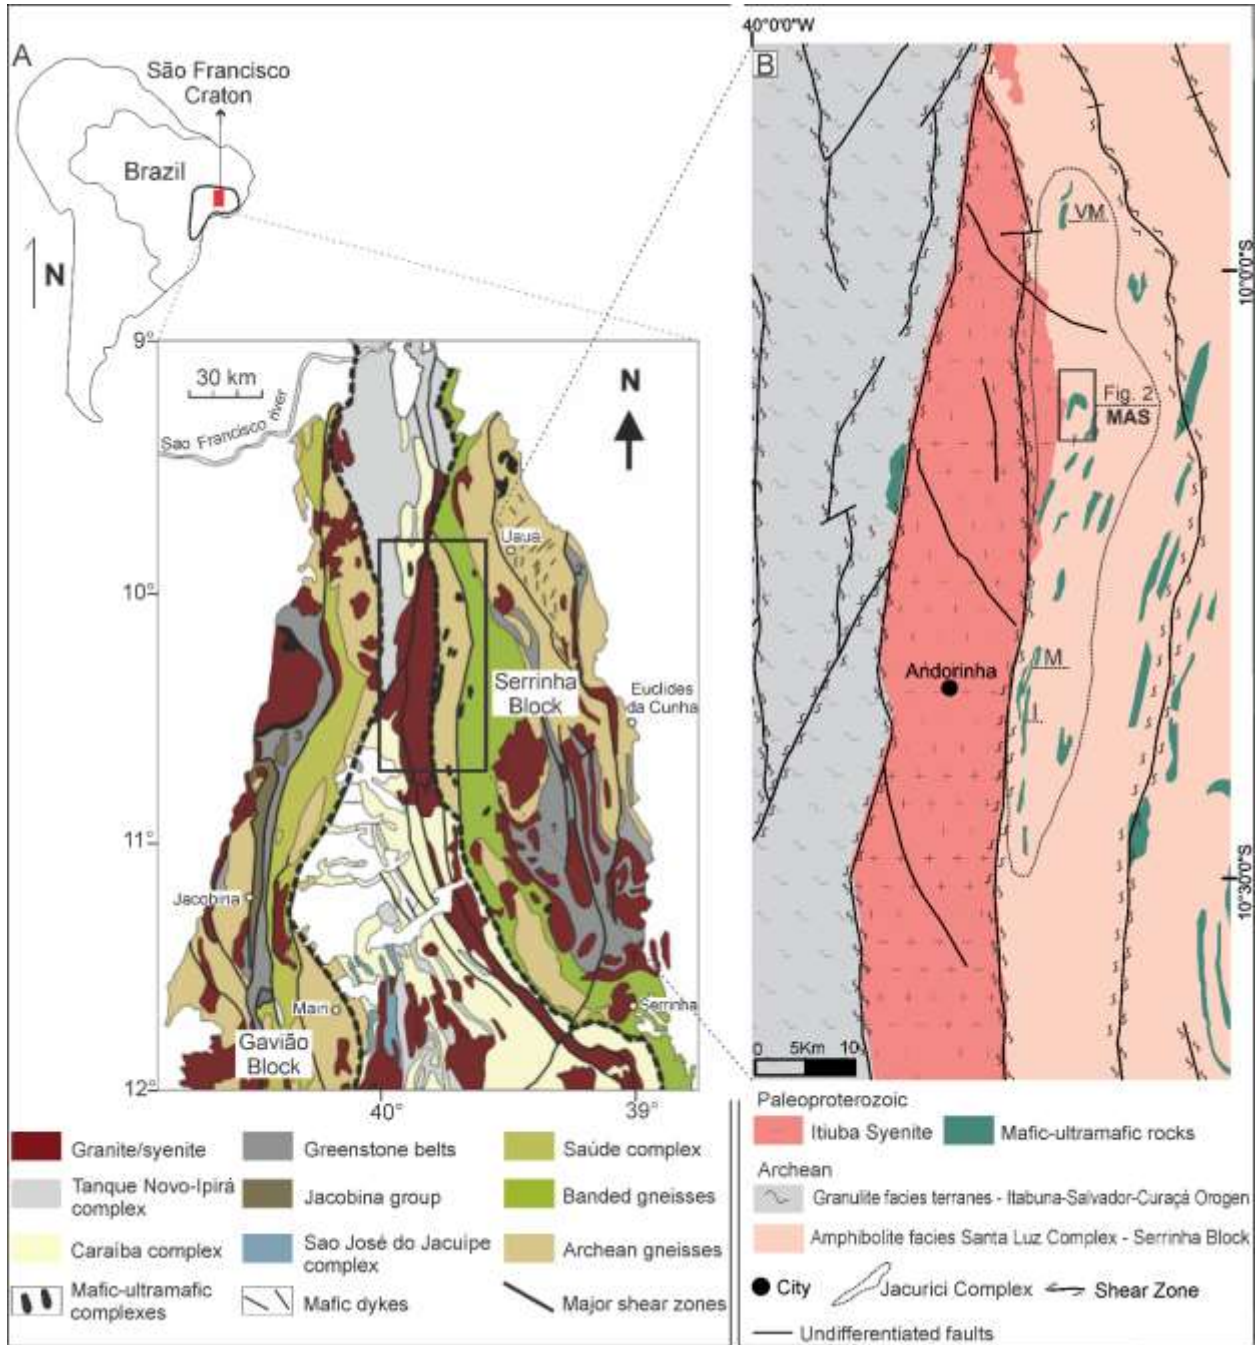 A
São Francisco
Craton
Brazil
N
9°
30 km
Sao Francisco river
N
Uaua
10°
Serrinha
Block
Euclides
da Cunha
3
1
11°
Jacobina
Serrinha
Main
Gavião
Block
12°
40°
39°
Granite/syenite
Greenstone belts
Saúde complex
Tanque Novo-Ipirá
complex
Jacobina group
Banded gneisses
Caraíba complex
Sao José do Jacuípe
complex
Archean gneisses
Mafic-ultramafic
complexes
Mafic dykes
Major shear zones
40°0'0"W
B
VM
10°0'0"S
Fig. 2
MAS
M
Andorinha
I
10°30'0"S
0 5Km 10
Paleoproterozoic
Itiuba Syenite
Mafic-ultramafic rocks
Archean
Granulite facies terranes - Itabuna-Salvador-Curaçá Orogen
Amphibolite facies Santa Luz Complex - Serrinha Block
City
Jacurici Complex
Shear Zone
Undifferentiated faults